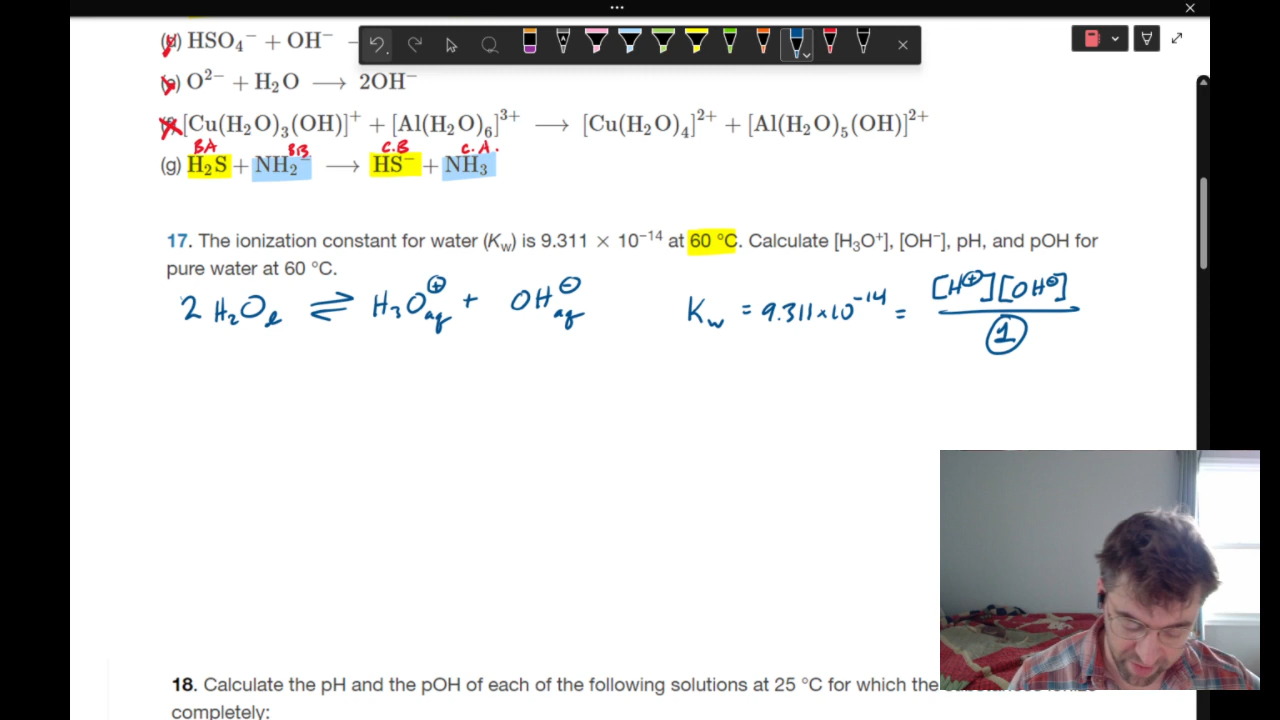 (d) HSO₄⁻ + OH⁻
(e) O²⁻ + H₂O ⟶ 2OH⁻
[Cu(H₂O)₃(OH)]⁺ + [Al(H₂O)₆]³⁺ ⟶ [Cu(H₂O)₄]²⁺ + [Al(H₂O)₅(OH)]²⁺
BA BB C.B C.A.
(g) H₂S + NH₂⁻ ⟶ HS⁻ + NH₃
17. The ionization constant for water (Kw) is 9.311 × 10⁻¹⁴ at 60 °C. Calculate [H₃O⁺], [OH⁻], pH, and pOH for
pure water at 60 °C.
2 H₂Oℓ ⇌ H₃O⊕aq + OH⊖aq Kw = 9.311×10⁻¹⁴ = [H⊕][OH⊖] / 1
18. Calculate the pH and the pOH of each of the following solutions at 25 °C for which the
completely: